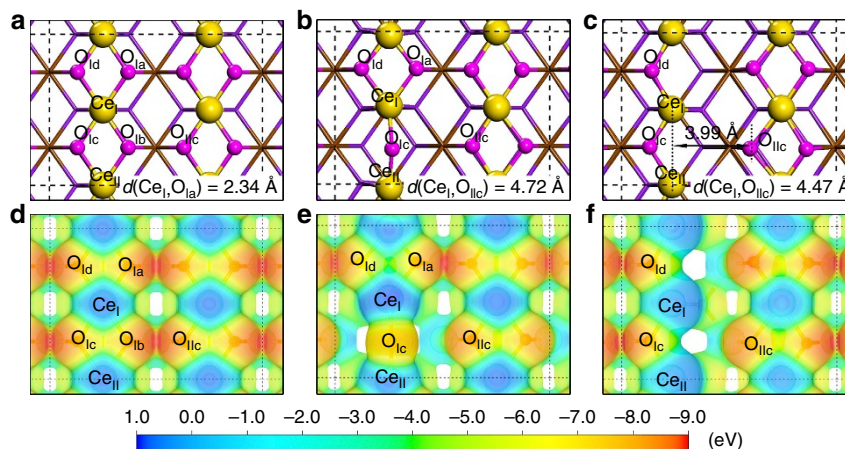 a b c
O_Id O_Ia O_Id O_Ia O_Id
Ce_I Ce_I Ce_I
O_Ic O_Ib O_IIc O_Ic O_IIc O_Ic 3.99 Å O_IIc
Ce_II Ce_II Ce_II
d(Ce_I,O_Ia) = 2.34 Å d(Ce_I,O_IIc) = 4.72 Å d(Ce_I,O_IIc) = 4.47 Å
d e f
O_Id O_Ia O_Id O_Ia O_Id
Ce_I Ce_I Ce_I
O_Ic O_Ib O_IIc O_Ic O_IIc O_Ic O_IIc
Ce_II Ce_II Ce_II
1.0 0.0 –1.0 –2.0 –3.0 –4.0 –5.0 –6.0 –7.0 –8.0 –9.0
(eV)